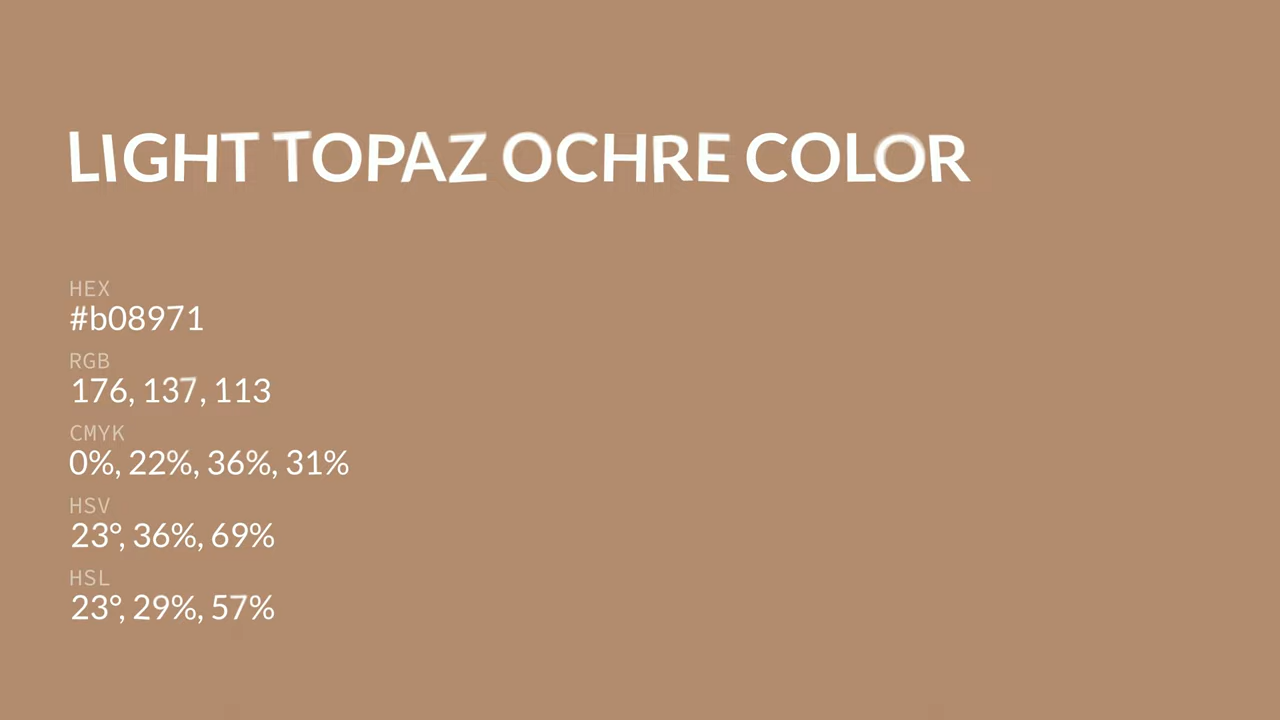 LIGHT TOPAZ OCHRE COLOR
HEX
#b08971
RGB
176, 137, 113
CMYK
0%, 22%, 36%, 31%
HSV
23°, 36%, 69%
HSL
23°, 29%, 57%